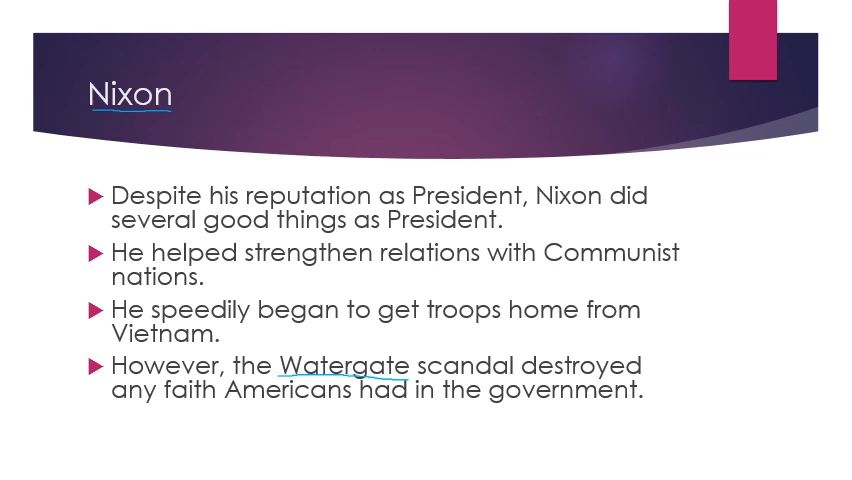 Nixon
Despite his reputation as President, Nixon did
several good things as President.
He helped strengthen relations with Communist
nations.
He speedily began to get troops home from
Vietnam.
However, the Watergate scandal destroyed
any faith Americans had in the government.